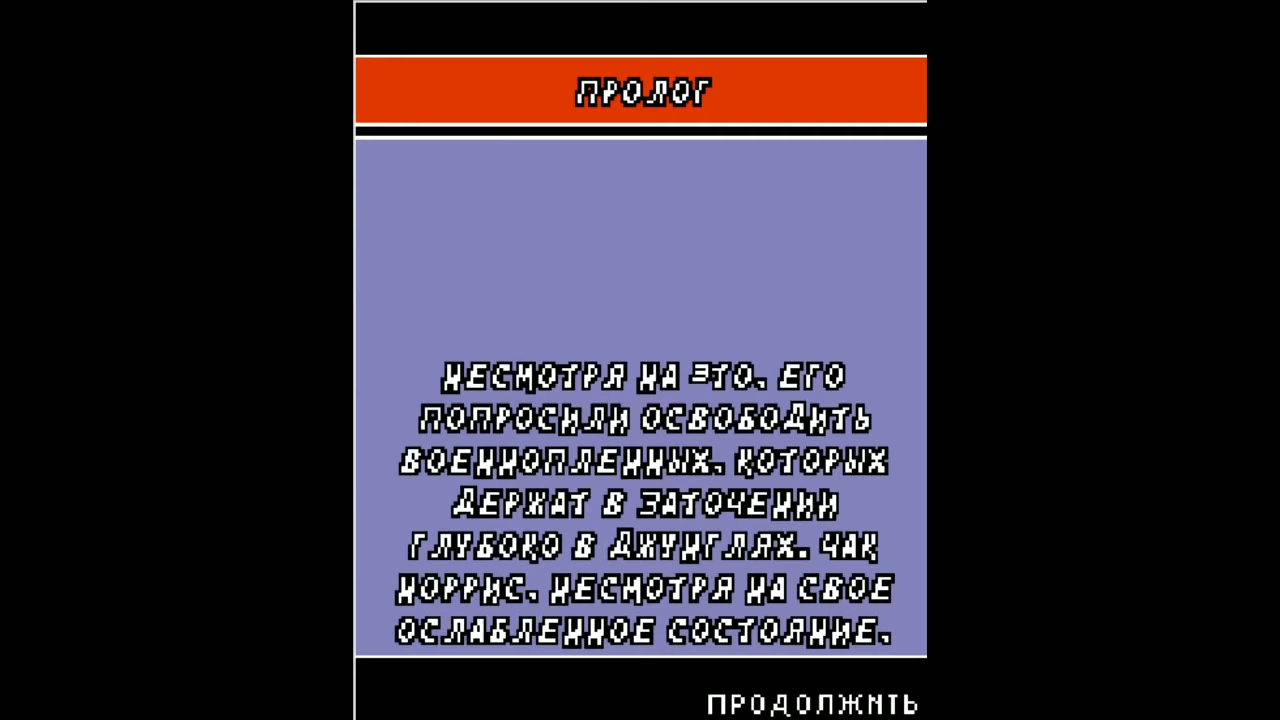 ПРОЛОГ
НЕСМОТРЯ НА ЭТО, ЕГО
ПОПРОСИЛИ ОСВОБОДИТЬ
ВОЕННОПЛЕННЫХ, КОТОРЫХ
ДЕРЖАТ В ЗАТОЧЕНИИ
ГЛУБОКО В ДЖУНГЛЯХ. ЧАК
НОРРИС, НЕСМОТРЯ НА СВОЕ
ОСЛАБЛЕННОЕ СОСТОЯНИЕ,
ПРОДОЛЖИТЬ